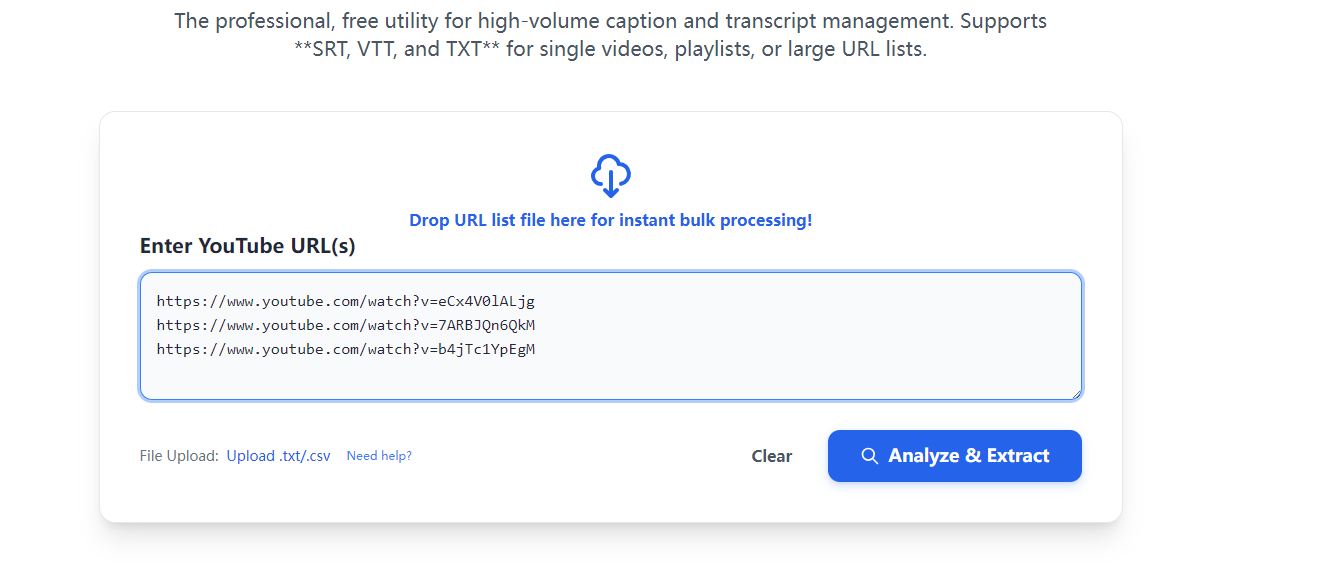 The professional, free utility for high-volume caption and transcript management. Supports
**SRT, VTT, and TXT** for single videos, playlists, or large URL lists.
Drop URL list file here for instant bulk processing!
Enter YouTube URL(s)
https://www.youtube.com/watch?v=eCx4V0lALjg
https://www.youtube.com/watch?v=7ARBJQn6QkM
https://www.youtube.com/watch?v=b4jTc1YpEgM
File Upload: Upload .txt/.csv Need help? Clear Analyze & Extract